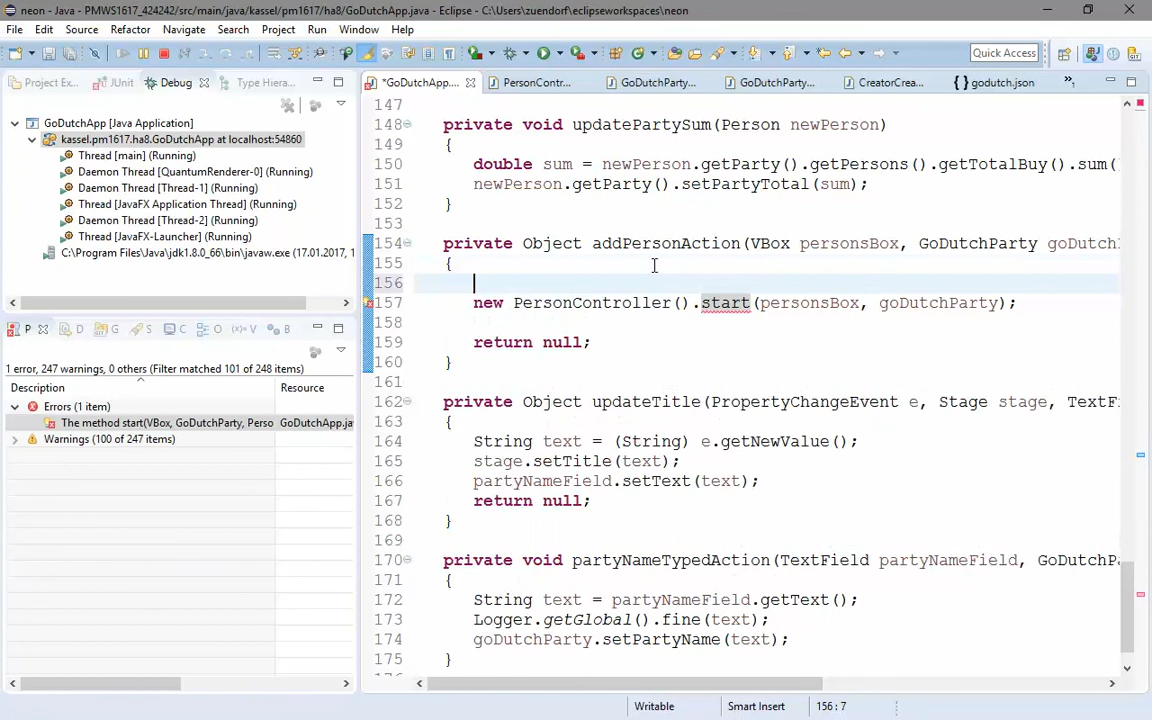 neon - Java - PMWS1617_424242/src/main/java/kassel/pm1617/ha8/GoDutchApp.java - Eclipse - C:\Users\zuendorf\eclipseworkspaces\neon
File Edit Source Refactor Navigate Search Project Run Window Help
Quick Access
Project Ex... JUnit Debug Type Hiera...
*GoDutchApp.... PersonContr... GoDutchParty... GoDutchParty... CreatorCrea... godutch.json
GoDutchApp [Java Application]
kassel.pm1617.ha8.GoDutchApp at localhost:54860
Thread [main] (Running)
Daemon Thread [QuantumRenderer-0] (Running)
Daemon Thread [Thread-1] (Running)
Thread [JavaFX Application Thread] (Running)
Daemon Thread [Thread-2] (Running)
Thread [JavaFX-Launcher] (Running)
C:\Program Files\Java\jdk1.8.0_66\bin\javaw.exe (17.01.2017,
P D G S C O V B
1 error, 247 warnings, 0 others (Filter matched 101 of 248 items)
Description Resource
Errors (1 item)
The method start(VBox, GoDutchParty, Perso GoDutchApp.ja
Warnings (100 of 247 items)
147
148 private void updatePartySum(Person newPerson)
149 {
150 double sum = newPerson.getParty().getPersons().getTotalBuy().sum(
151 newPerson.getParty().setPartyTotal(sum);
152 }
153
154 private Object addPersonAction(VBox personsBox, GoDutchParty goDutch
155 {
156
157 new PersonController().start(personsBox, goDutchParty);
158
159 return null;
160 }
161
162 private Object updateTitle(PropertyChangeEvent e, Stage stage, TextF
163 {
164 String text = (String) e.getNewValue();
165 stage.setTitle(text);
166 partyNameField.setText(text);
167 return null;
168 }
169
170 private void partyNameTypedAction(TextField partyNameField, GoDutchP
171 {
172 String text = partyNameField.getText();
173 Logger.getGlobal().fine(text);
174 goDutchParty.setPartyName(text);
175 }
Writable Smart Insert 156 : 7